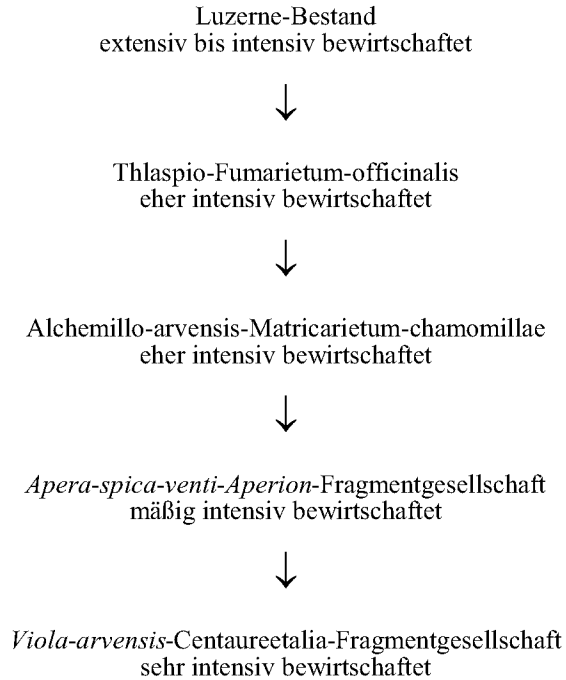 Luzerne-Bestand
extensiv bis intensiv bewirtschaftet
Thlaspio-Fumarietum-officinalis
eher intensiv bewirtschaftet
Alchemillo-arvensis-Matricarietum-chamomillae
eher intensiv bewirtschaftet
Apera-spica-venti-Aperion-Fragmentgesellschaft
mäßig intensiv bewirtschaftet
Viola-arvensis-Centaureetalia-Fragmentgesellschaft
sehr intensiv bewirtschaftet